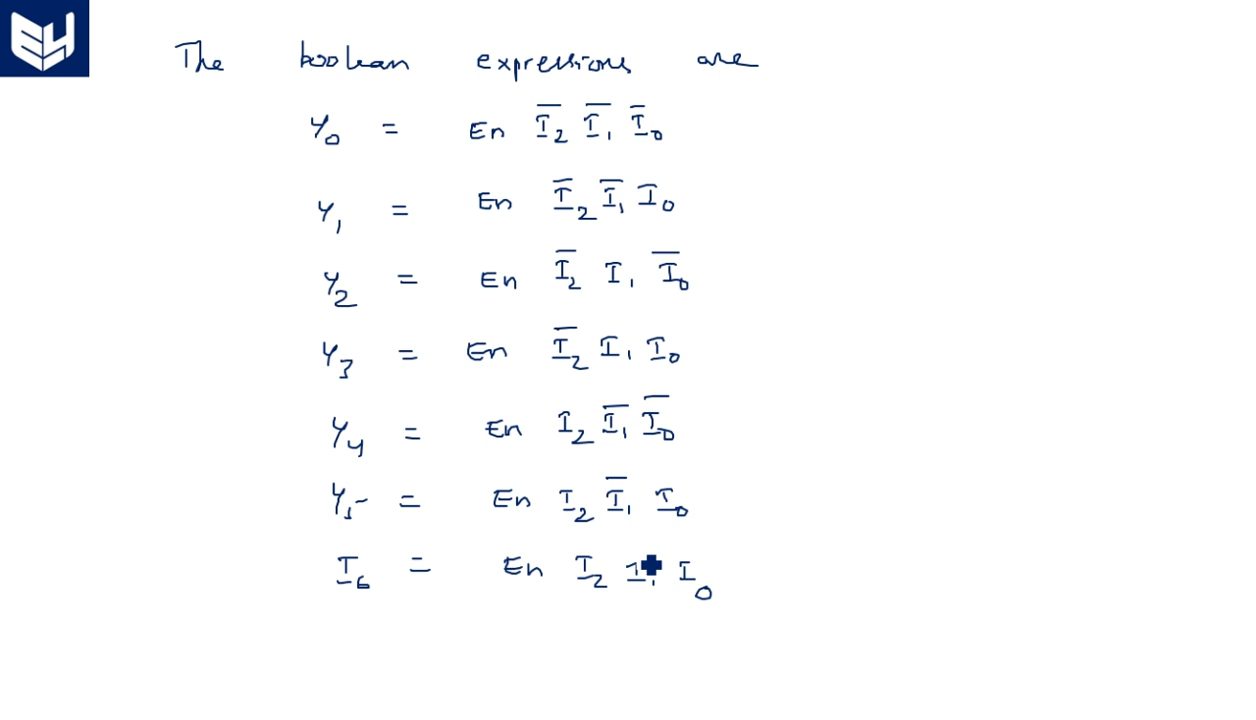 The boolean expressions are
Y₀ = En I̅₂ I̅₁ I̅₀
Y₁ = En I̅₂ I̅₁ I₀
Y₂ = En I̅₂ I₁ I̅₀
Y₃ = En I̅₂ I₁ I₀
Y₄ = En I₂ I̅₁ I̅₀
Y₅ = En I₂ I̅₁ I₀
I₆ = En I₂ I₁ I₀